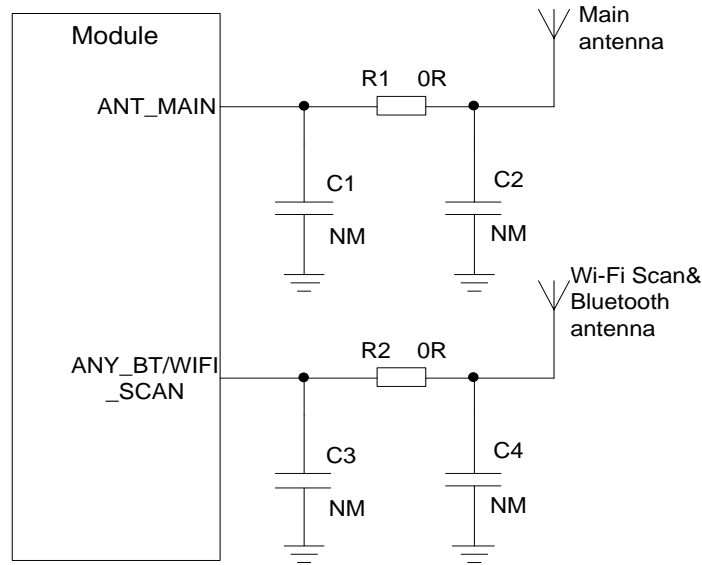 Module
Main
antenna
R1 0R
ANT_MAIN
C1
C2
NM
NM
Wi-Fi Scan&
Bluetooth
antenna
R2 0R
ANY_BT/WIFI
_SCAN
C3
C4
NM
NM